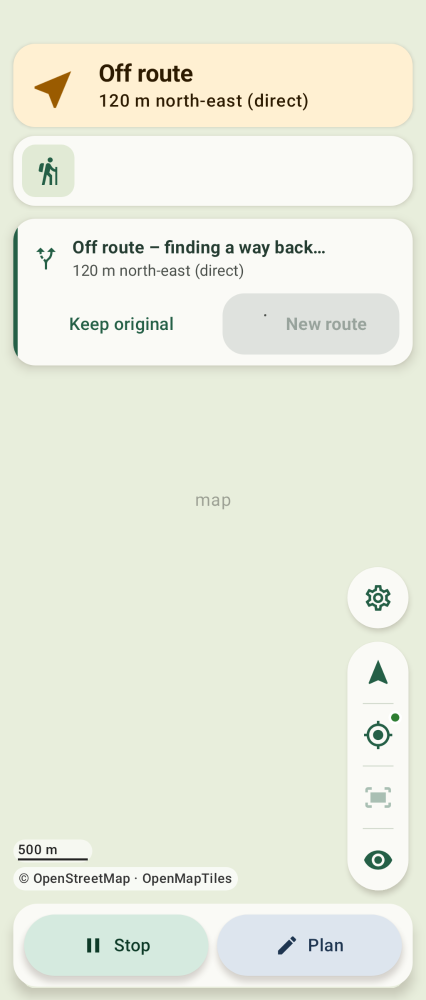 Off route
120 m north-east (direct)
Off route – finding a way back...
120 m north-east (direct)
Keep original
New route
map
500 m
© OpenStreetMap · OpenMapTiles
Stop
Plan